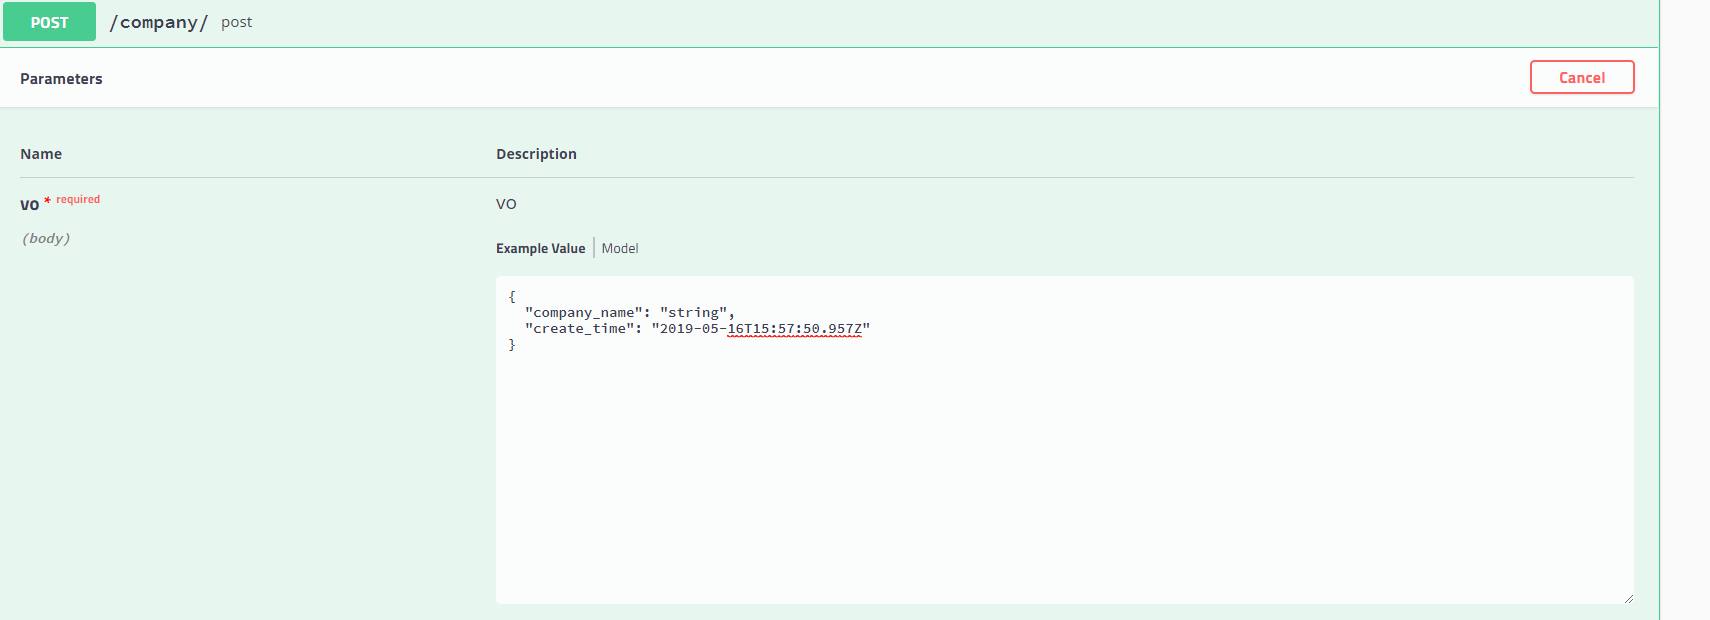 POST /company/ post
Parameters Cancel
Name Description
vo * required VO
(body)
Example Value Model
{
  "company_name": "string",
  "create_time": "2019-05-16T15:57:50.957Z"
}